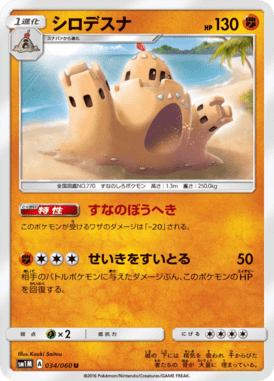 1進化
スナバァから進化
シロデスナ
HP 130
全国図鑑NO.770 すなのしろポケモン 高さ:1.3m 重さ:250.0kg
特性 すなのぼうへき
このポケモンが受けるワザのダメージは「-20」される。
せいきをすいとる 50
相手のバトルポケモンに与えたダメージぶん、このポケモンのHP
を回復する。
弱点 ×2 抵抗力 にげる
sm1M A 034/060 U
Illus. Kouki Saitou
©2016 Pokémon/Nintendo/Creatures/GAME FREAK.